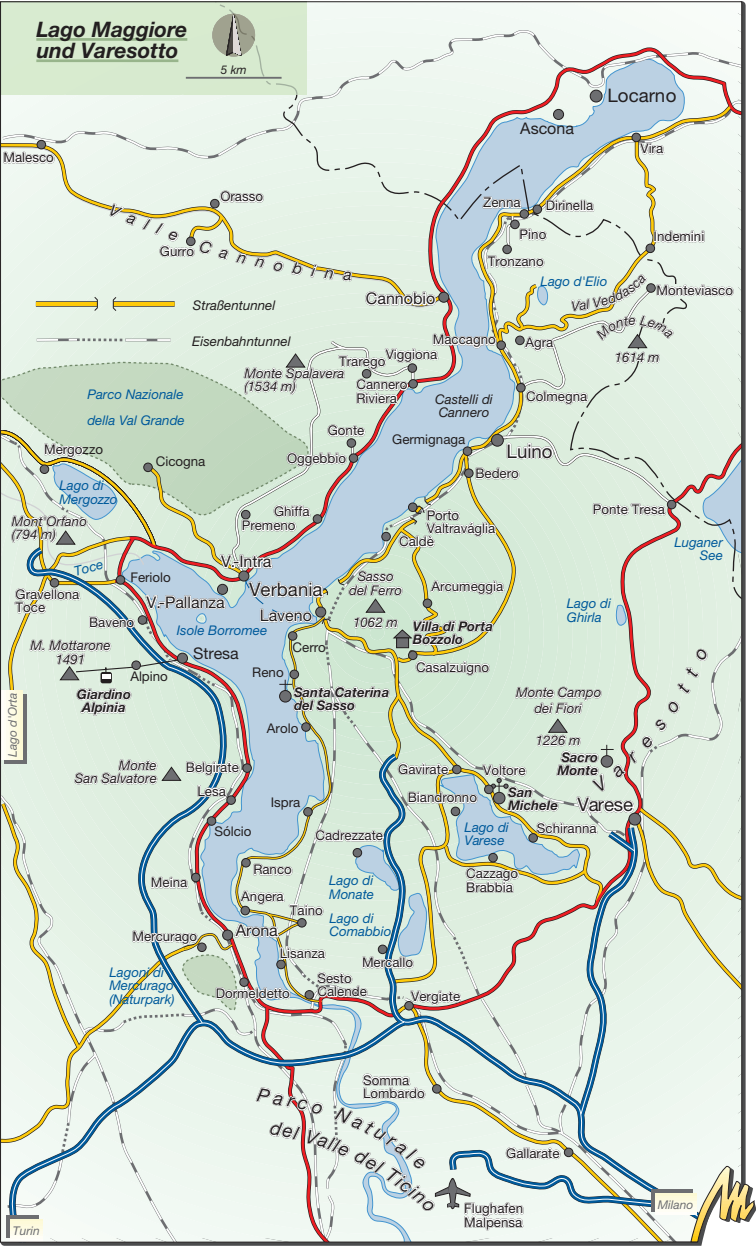 Lago Maggiore
und Varesotto
5 km
Locarno
Ascona
Malesco
Vira
Orasso
Zenna
Dirinella
Valle Cannobina
Pino
Gurro
Indemini
Tronzano
Lago d'Elio
Val Veddasca
Monteviasco
Cannobio
Straßentunnel
Monte Lema
1614 m
Eisenbahntunnel
Maccagno
Agra
Trarego
Viggiona
Monte Spalavera
(1534 m)
Cannero
Riviera
Parco Nazionale
della Val Grande
Castelli di
Cannero
Colmegna
Gonte
Germignaga
Luino
Mergozzo
Cicogna
Oggebbio
Bedero
Lago di
Mergozzo
Ponte Tresa
Ghiffa
Premeno
Porto
Valtravaglia
Mont'Orfano
(794 m)
Caldè
Luganer
See
V.-Intra
Toce
Feriolo
Sasso
del Ferro
1062 m
Arcumeggia
Verbania
Gravellona
Toce
V.-Pallanza
Laveno
Lago di
Ghirla
Baveno
Isole Borromee
Villa di Porta
Bozzolo
Cerro
M. Mottarone
1491
Stresa
Casalzuigno
Alpino
Reno
Giardino
Alpinia
Santa Caterina
del Sasso
Monte Campo
dei Fiori
1226 m
Varesotto
Lago d'Orta
Arolo
Monte
San Salvatore
Belgirate
Sacro
Monte
Gavirate
Voltore
Lesa
Biandronno
San
Michele
Ispra
Varese
Sólcio
Lago di
Varese
Schiranna
Cadrezzate
Ranco
Cazzago
Brabbia
Meina
Lago di
Monate
Angera
Taino
Lago di
Comabbio
Arona
Mercurago
Lisanza
Mercallo
Lagoni di
Mercurago
(Naturpark)
Dormeldetto
Sesto
Calende
Vergiate
Somma
Lombardo
Parco Naturale
del Valle del Ticino
Gallarate
Flughafen
Malpensa
Milano
Turin